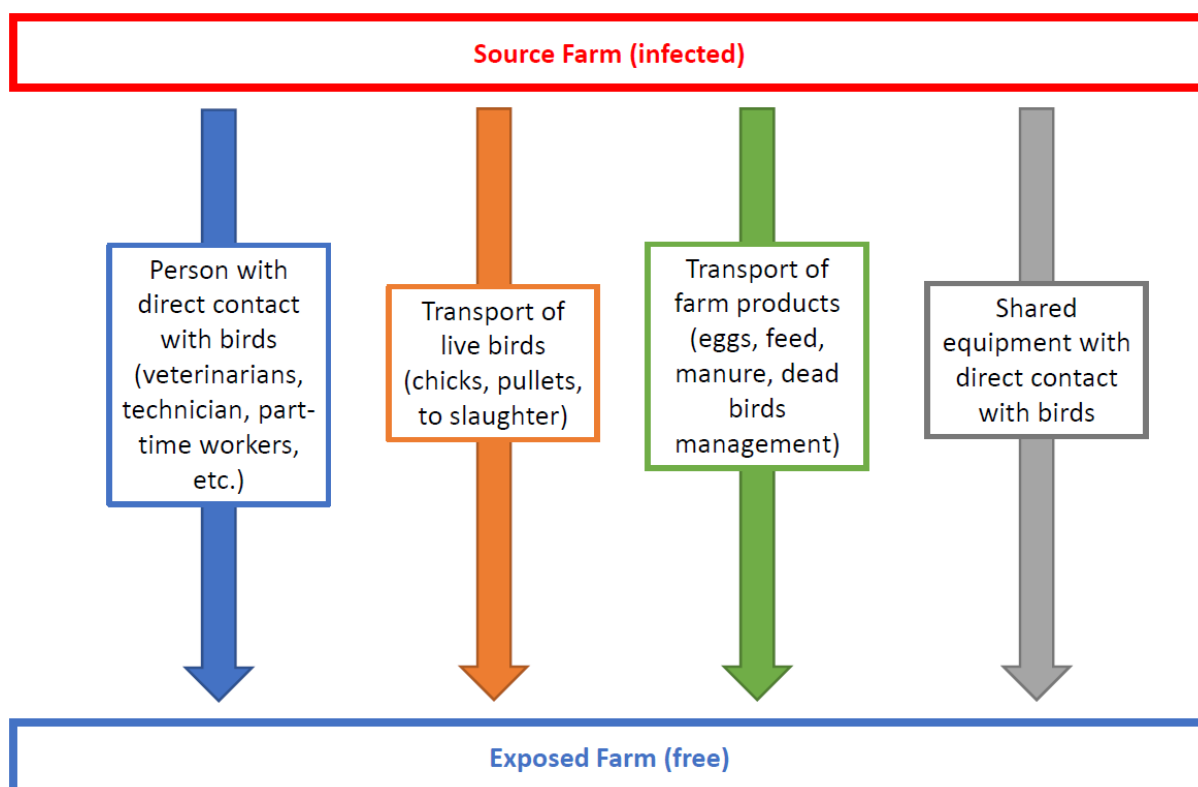 Source Farm (infected)
Person with
direct contact
with birds
(veterinarians,
technician, part-
time workers,
etc.)
Transport of
live birds
(chicks, pullets,
to slaughter)
Transport of
farm products
(eggs, feed,
manure, dead
birds
management)
Shared
equipment with
direct contact
with birds
Exposed Farm (free)